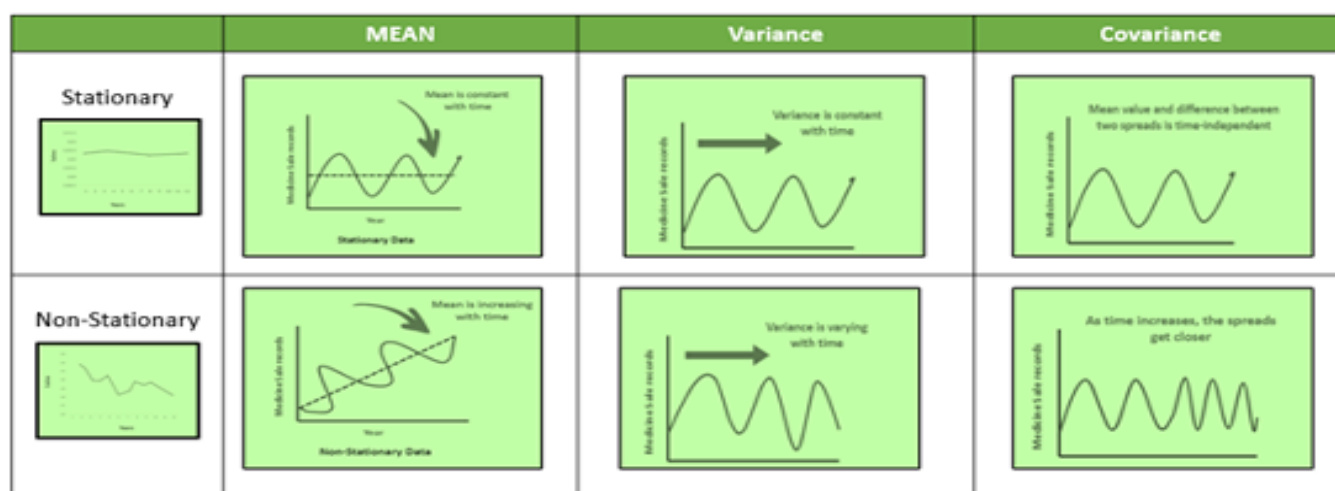 MEAN
Variance
Covariance
Stationary
Mean is constant
with time
Medicine Sale records
Year
Stationary Data
Variance is constant
with time
Medicine Sale records
Mean value and difference between
two spreads is time-independent
Medicine Sale records
Non-Stationary
Mean is increasing
with time
Medicine Sale records
Year
Non-Stationary Data
Variance is varying
with time
Medicine Sale records
As time increases, the spreads
get closer
Medicine Sale records